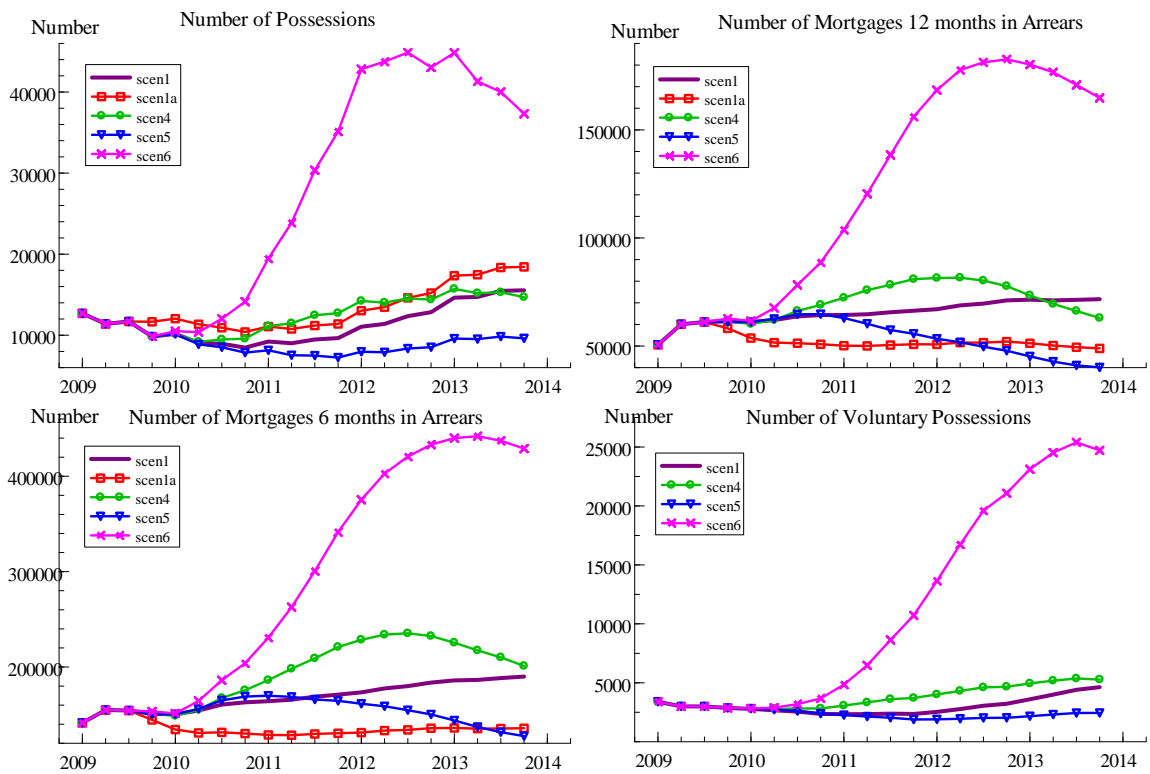 Number of Possessions
Number
scen1
scen1a
scen4
scen5
scen6
40000
30000
20000
10000
2009 2010 2011 2012 2013 2014
Number of Mortgages 12 months in Arrears
Number
scen1
scen1a
scen4
scen5
scen6
150000
100000
50000
2009 2010 2011 2012 2013 2014
Number of Mortgages 6 months in Arrears
Number
scen1
scen1a
scen4
scen5
scen6
400000
300000
200000
2009 2010 2011 2012 2013 2014
Number of Voluntary Possessions
Number
scen1
scen4
scen5
scen6
25000
20000
15000
10000
5000
2009 2010 2011 2012 2013 2014